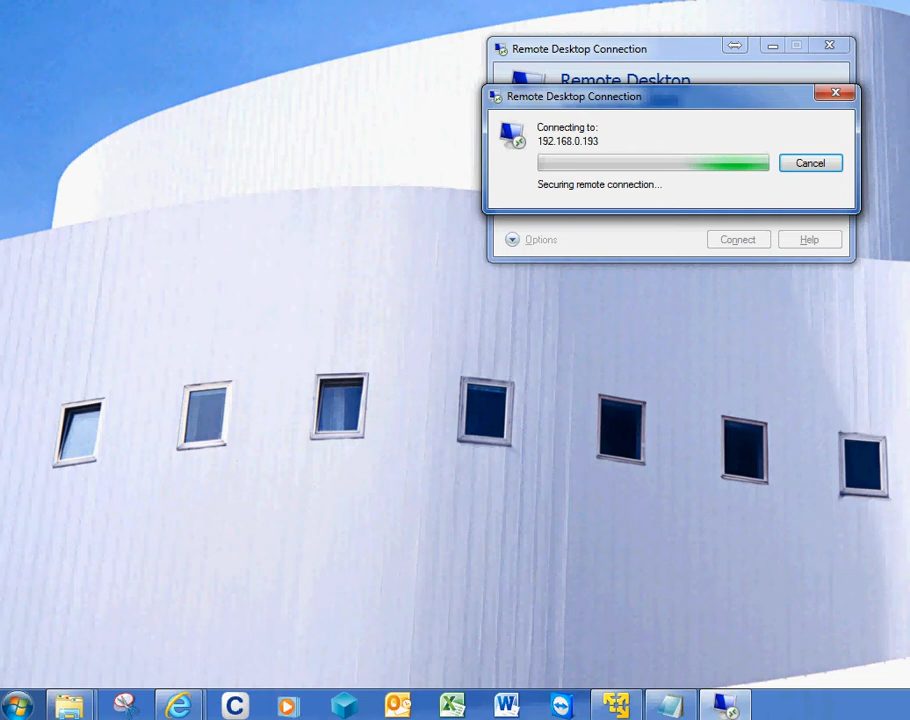 Remote Desktop Connection
Remote Desktop
Remote Desktop Connection
Connecting to:
192.168.0.193
Cancel
Securing remote connection...
Options
Connect
Help